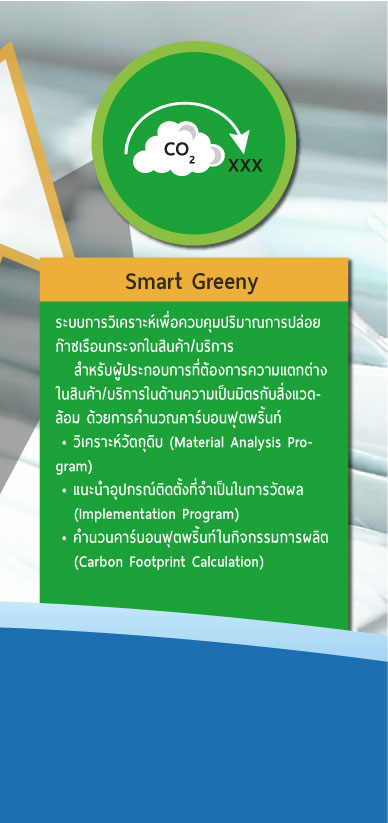 CO2
XXX
Smart Greeny
ระบบการวิเคราะห์เพื่อควบคุมปริมาณการปล่อย
ก๊าซเรือนกระจกในสินค้า/บริการ
สำหรับผู้ประกอบการที่ต้องการความแตกต่าง
ในสินค้า/บริการในด้านความเป็นมิตรกับสิ่งแวด-
ล้อม ด้วยการคำนวณคาร์บอนฟุตพริ้นท์
• วิเคราะห์วัตถุดิบ (Material Analysis Pro-
gram)
• แนะนำอุปกรณ์ติดตั้งที่จำเป็นในการวัดผล
(Implementation Program)
• คำนวนคาร์บอนฟุตพริ้นท์ในกิจกรรมการผลิต
(Carbon Footprint Calculation)